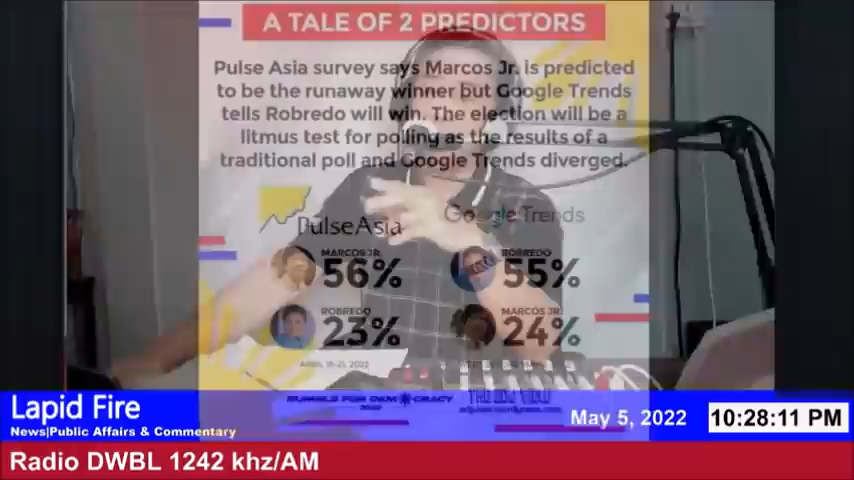 A TALE OF 2 PREDICTORS
Pulse Asia survey says Marcos Jr. is predicted
to be the runaway winner but Google Trends
tells Robredo will win. The election will be a
litmus test for polling as the results of a
traditional poll and Google Trends diverged.
PulseAsia
Google Trends
MARCOS JR.
56%
ROBREDO
55%
ROBREDO
23%
MARCOS JR.
24%
Lapid Fire
News|Public Affairs & Commentary
May 5, 2022
10:28:11 PM
Radio DWBL 1242 khz/AM